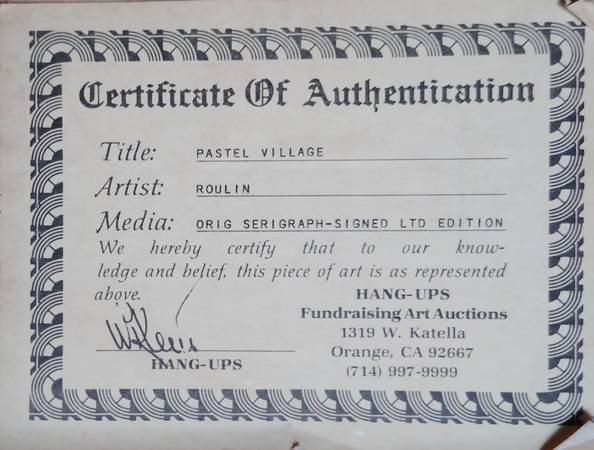 Certificate Of Authentication
Title: PASTEL VILLAGE
Artist: ROULIN
Media: ORIG SERIGRAPH-SIGNED LTD EDITION
We hereby certify that to our know-
ledge and belief, this piece of art is as represented
above.
HANG-UPS
HANG-UPS
Fundraising Art Auctions
1319 W. Katella
Orange, CA 92667
(714) 997-9999